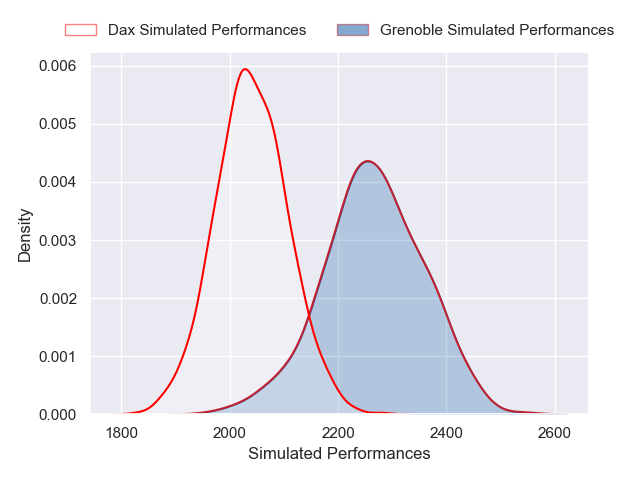 Dax Simulated Performances Grenoble Simulated Performances
0.006
0.005
0.004
0.003
0.002
0.001
0.000
Density
1800 2000 2200 2400 2600
Simulated Performances